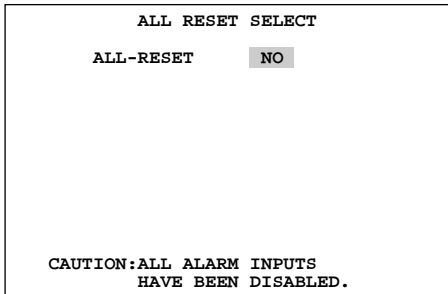 ALL RESET SELECT
ALL-RESET NO
CAUTION:ALL ALARM INPUTS
HAVE BEEN DISABLED.